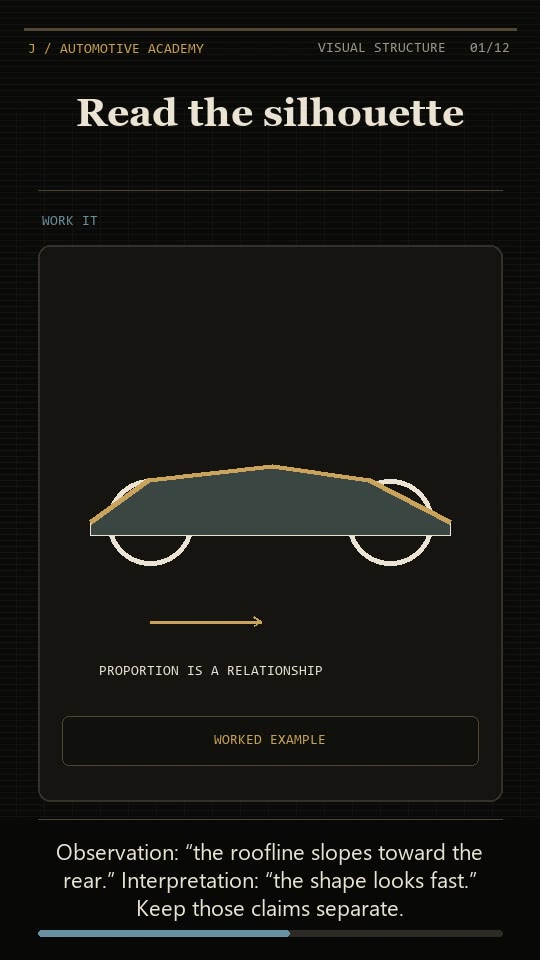 J / AUTOMOTIVE ACADEMY
VISUAL STRUCTURE 01/12
Read the silhouette
WORK IT
PROPORTION IS A RELATIONSHIP
WORKED EXAMPLE
Observation: “the roofline slopes toward the
rear.” Interpretation: “the shape looks fast.”
Keep those claims separate.